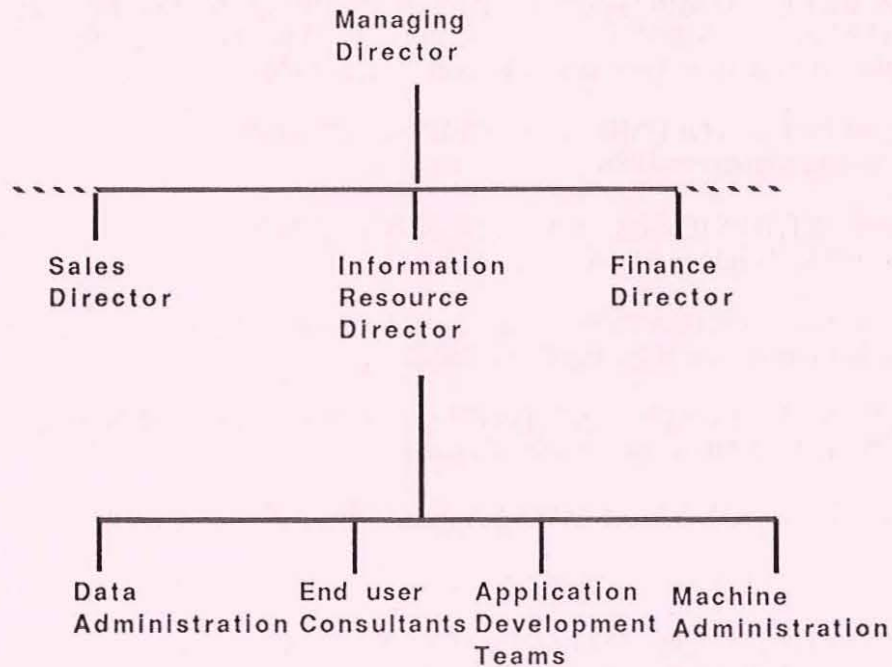 Managing
Director
Sales
Director
Information
Resource
Director
Finance
Director
Data
Administration
End user
Consultants
Application
Development
Teams
Machine
Administration